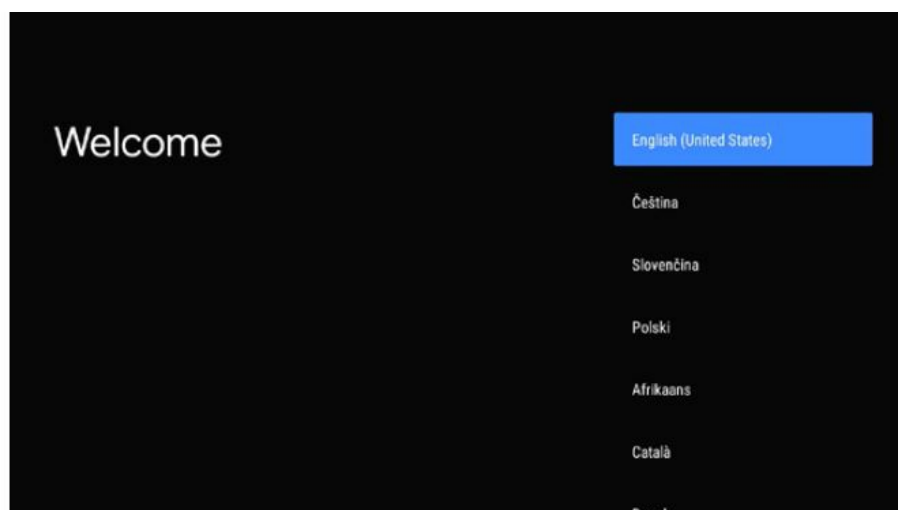 Welcome
English (United States)
Čeština
Slovenčina
Polski
Afrikaans
Català